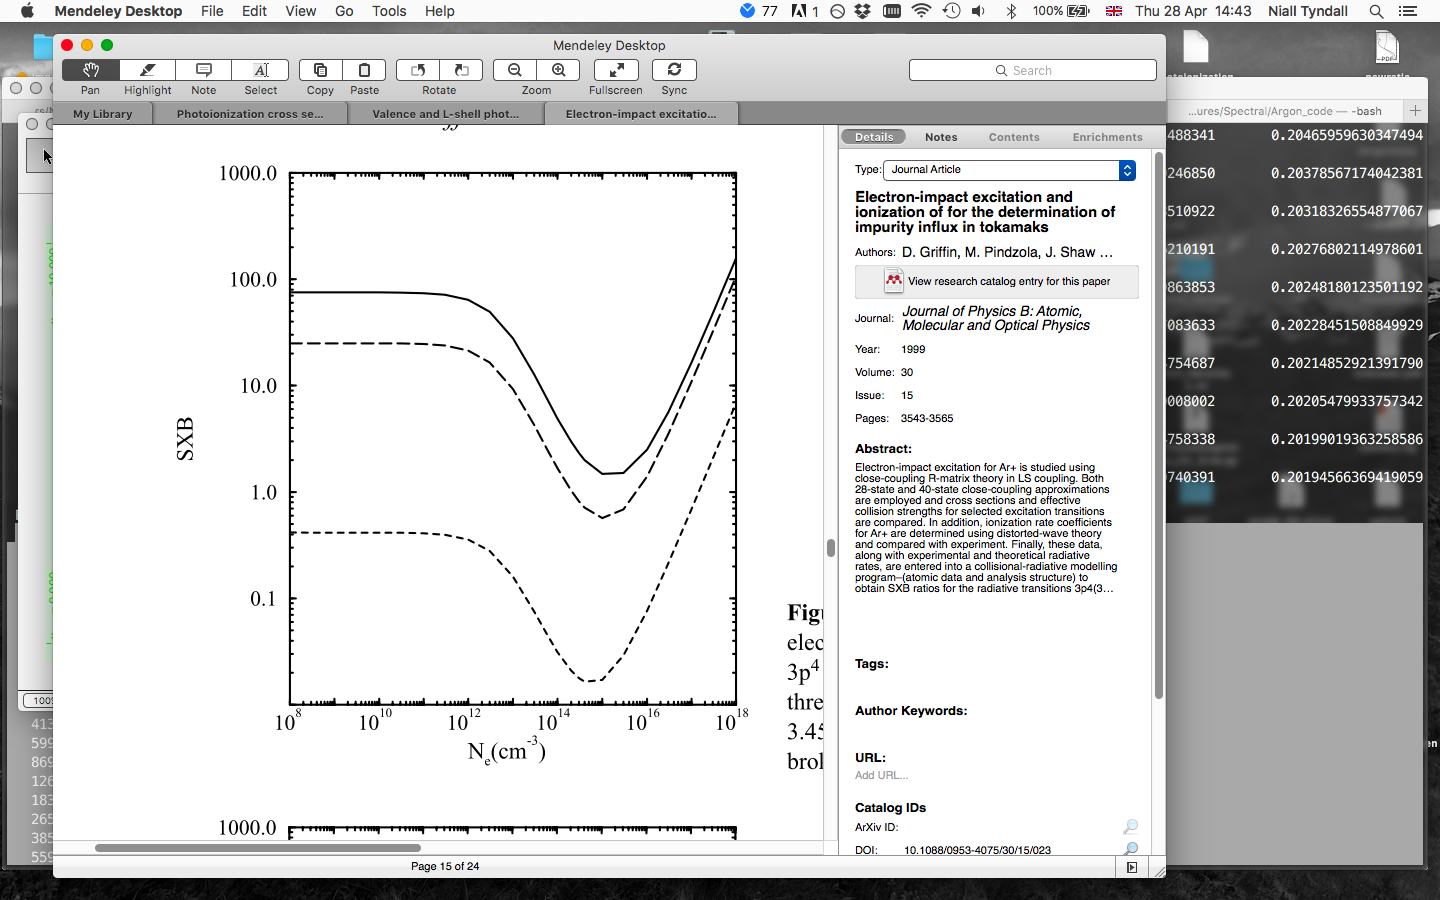 Mendeley Desktop File Edit View Go Tools Help 77 1 100% Thu 28 Apr 14:43 Niall Tyndall
Mendeley Desktop
Pan Highlight Note Select Copy Paste Rotate Zoom Fullscreen Sync
Search
My Library Photoionization cross se... Valence and L-shell phot... Electron-impact excitatio...
...ures/Spectral/Argon_code — -bash
1000.0
100.0
10.0
1.0
0.1
SXB
10^8 10^10 10^12 10^14 10^16 10^18
N_e(cm^-3)
1000.0
Figu
elec
3p^4
thre
3.45
brol
Page 15 of 24
Details Notes Contents Enrichments
Type: Journal Article
Electron-impact excitation and
ionization of for the determination of
impurity influx in tokamaks
Authors: D. Griffin, M. Pindzola, J. Shaw ...
View research catalog entry for this paper
Journal: Journal of Physics B: Atomic,
Molecular and Optical Physics
Year: 1999
Volume: 30
Issue: 15
Pages: 3543-3565
Abstract:
Electron-impact excitation for Ar+ is studied using
close-coupling R-matrix theory in LS coupling. Both
28-state and 40-state close-coupling approximations
are employed and cross sections and effective
collision strengths for selected excitation transitions
are compared. In addition, ionization rate coefficients
for Ar+ are determined using distorted-wave theory
and compared with experiment. Finally, these data,
along with experimental and theoretical radiative
rates, are entered into a collisional-radiative modelling
program–(atomic data and analysis structure) to
obtain SXB ratios for the radiative transitions 3p4(3...
Tags:
Author Keywords:
URL:
Add URL...
Catalog IDs
ArXiv ID:
DOI: 10.1088/0953-4075/30/15/023
488341 0.20465959630347494
246850 0.20378567174042381
510922 0.20318326554877067
210191 0.20276802114978601
863853 0.20248180123501192
083633 0.20228451508849929
754687 0.20214852921391790
008002 0.20205479933757342
758338 0.20199019363258586
740391 0.20194566369419059
100%
413
599
869
126
183
265
385
559